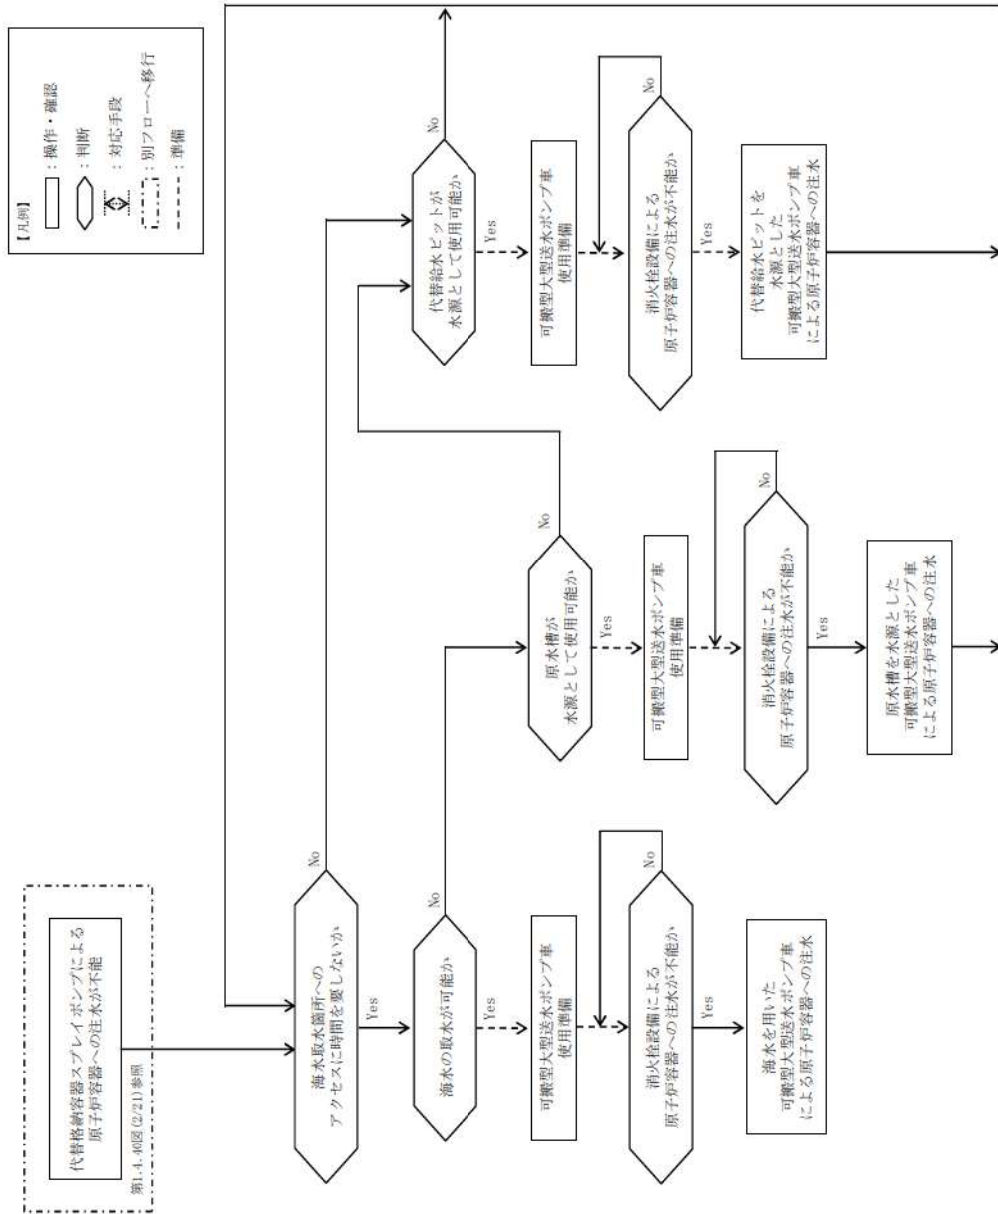 代替格納容器スプレイポンプによる
原子炉容器への注水が不能
第1.4.40図(2/21)参照
海水取水箇所への
アクセスに時間を要しないか
No
Yes
海水の取水が可能か
No
Yes
可搬型大型送水ポンプ車
使用準備
消火栓設備による
原子炉容器への注水が不能か
No
Yes
海水を用いた
可搬型大型送水ポンプ車
による原子炉容器への注水
原水槽が
水源として使用可能か
No
Yes
可搬型大型送水ポンプ車
使用準備
消火栓設備による
原子炉容器への注水が不能か
No
Yes
原水槽を水源とした
可搬型大型送水ポンプ車
による原子炉容器への注水
代替給水ピットが
水源として使用可能か
No
Yes
可搬型大型送水ポンプ車
使用準備
消火栓設備による
原子炉容器への注水が不能か
No
Yes
代替給水ピットを
水源とした
可搬型大型送水ポンプ車
による原子炉容器への注水
【凡例】
:操作・確認
:判断
:対応手段
:別フローへ移行
:準備